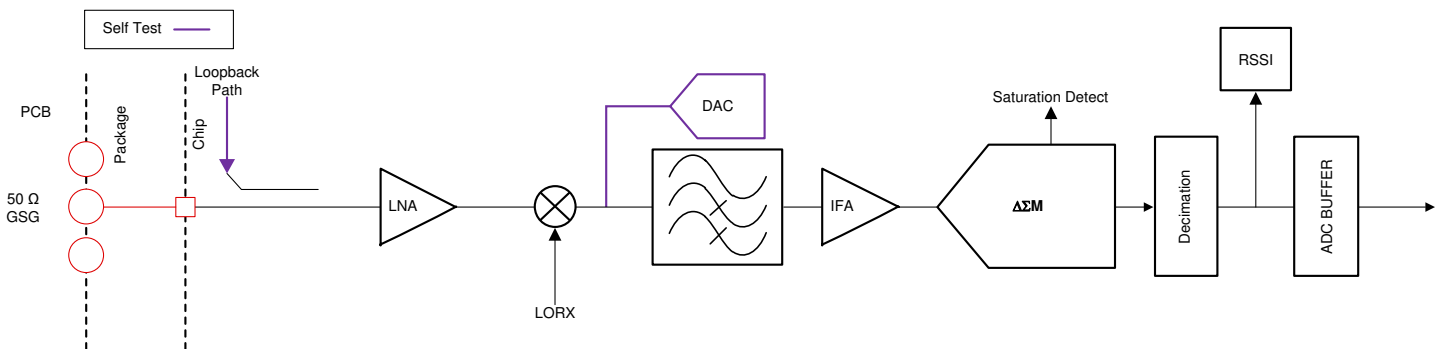 Self Test
Loopback
Path
PCB
Package
Chip
50 Ω
GSG
LNA
LORX
DAC
IFA
Saturation Detect
ΔΣM
Decimation
RSSI
ADC BUFFER